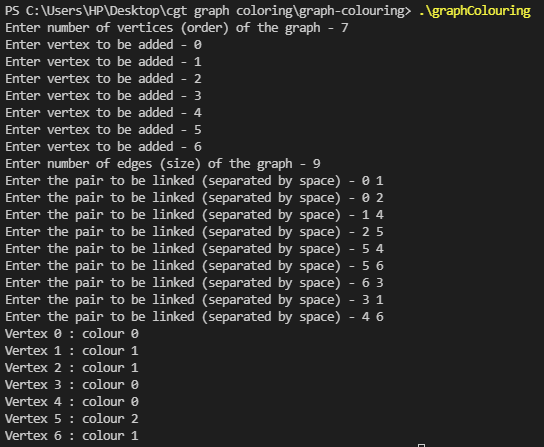 PS C:\Users\HP\Desktop\cgt graph coloring\graph-colouring> .\graphColouring
Enter number of vertices (order) of the graph - 7
Enter vertex to be added - 0
Enter vertex to be added - 1
Enter vertex to be added - 2
Enter vertex to be added - 3
Enter vertex to be added - 4
Enter vertex to be added - 5
Enter vertex to be added - 6
Enter number of edges (size) of the graph - 9
Enter the pair to be linked (separated by space) - 0 1
Enter the pair to be linked (separated by space) - 0 2
Enter the pair to be linked (separated by space) - 1 4
Enter the pair to be linked (separated by space) - 2 5
Enter the pair to be linked (separated by space) - 5 4
Enter the pair to be linked (separated by space) - 5 6
Enter the pair to be linked (separated by space) - 6 3
Enter the pair to be linked (separated by space) - 3 1
Enter the pair to be linked (separated by space) - 4 6
Vertex 0 : colour 0
Vertex 1 : colour 1
Vertex 2 : colour 1
Vertex 3 : colour 0
Vertex 4 : colour 0
Vertex 5 : colour 2
Vertex 6 : colour 1